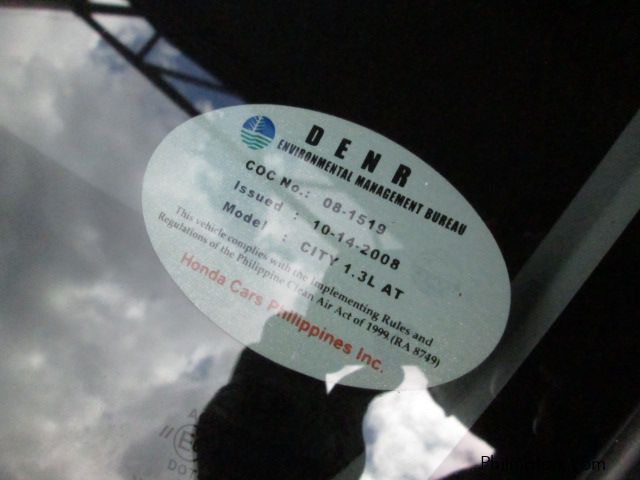 DENR
ENVIRONMENTAL MANAGEMENT BUREAU
COC No.: 08-1519
Issued : 10-14-2008
Model : CITY 1.3L AT
This vehicle complies with the Implementing Rules and
Regulations of the Philippine Clean Air Act of 1999.(RA 8749)
Honda Cars Philippines Inc.